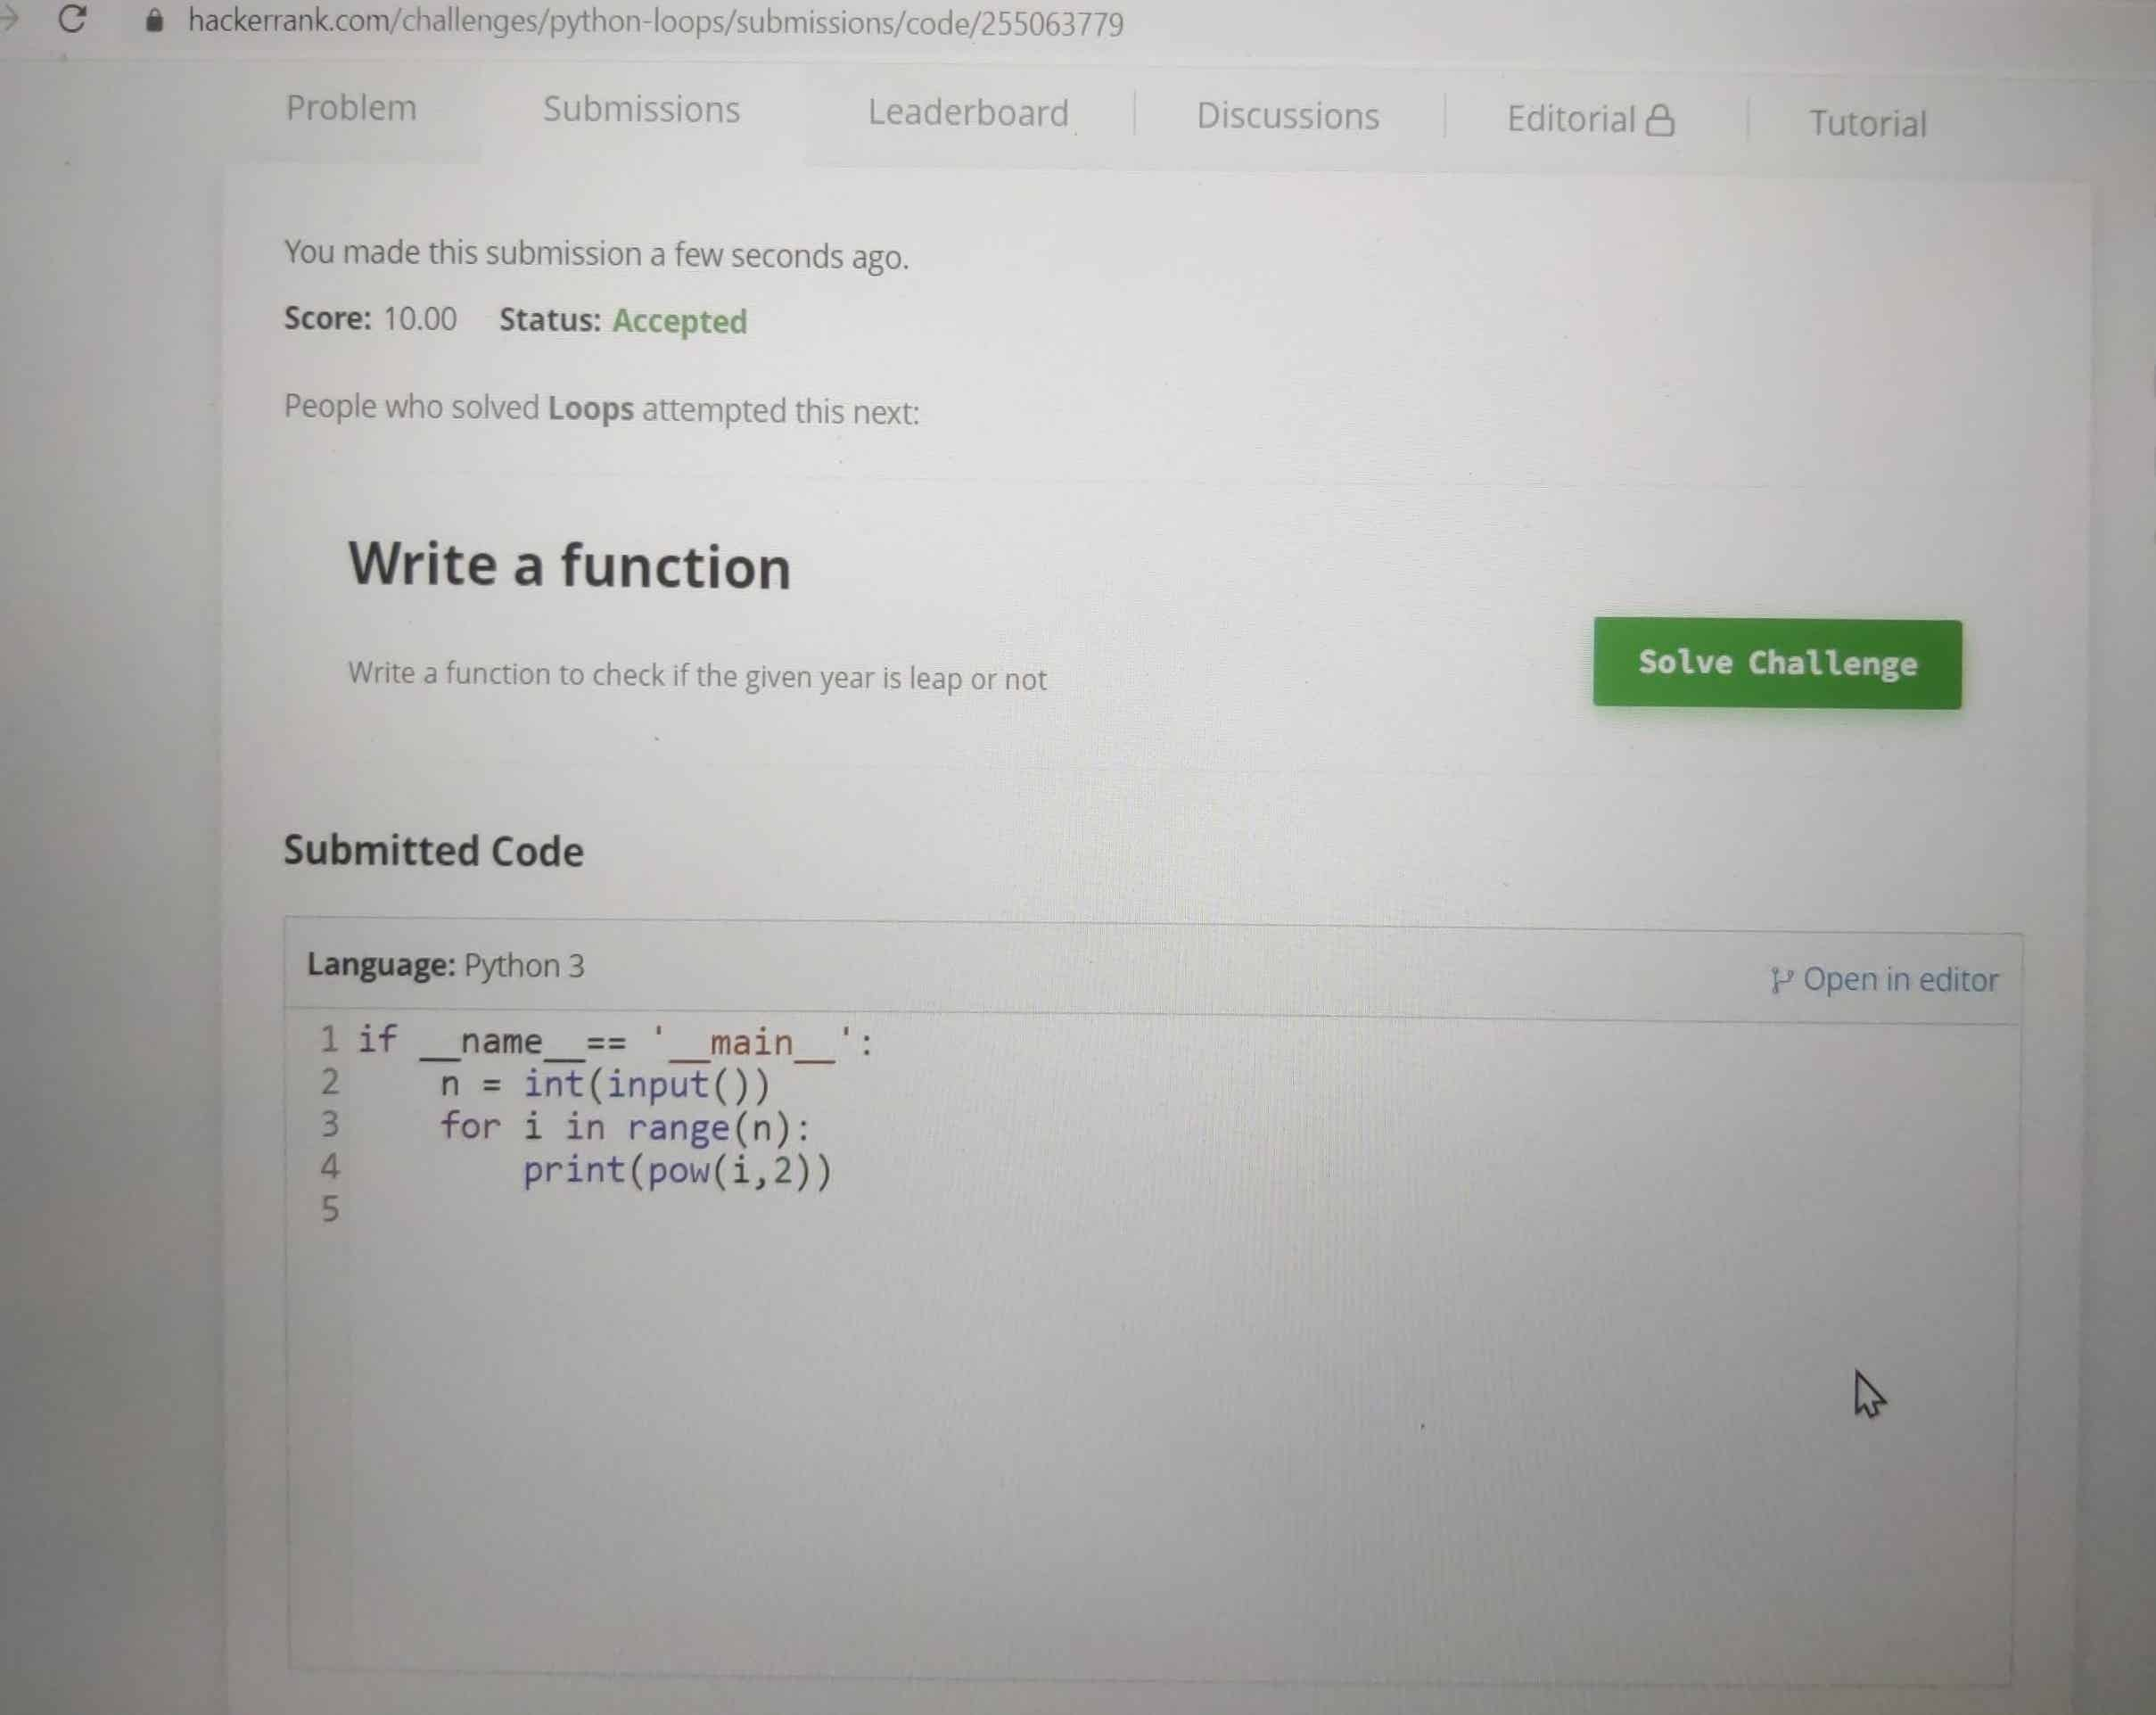 hackerrank.com/challenges/python-loops/submissions/code/255063779
Problem Submissions Leaderboard Discussions Editorial Tutorial
You made this submission a few seconds ago.
Score: 10.00 Status: Accepted
People who solved Loops attempted this next:
Write a function
Solve Challenge
Write a function to check if the given year is leap or not
Submitted Code
Language: Python 3 Open in editor
1 if __name__== '__main__':
2     n = int(input())
3     for i in range(n):
4         print(pow(i,2))
5